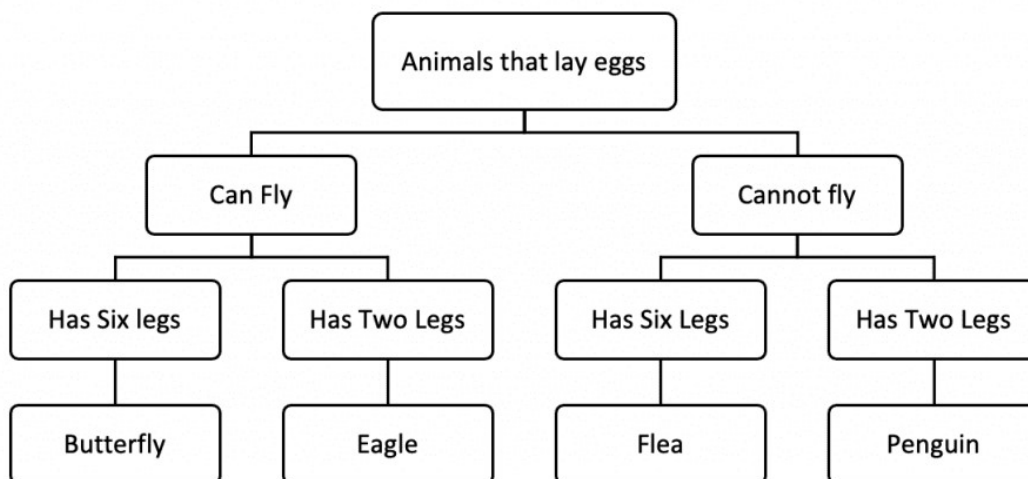 Animals that lay eggs
Can Fly
Cannot fly
Has Six legs
Has Two Legs
Has Six Legs
Has Two Legs
Butterfly
Eagle
Flea
Penguin